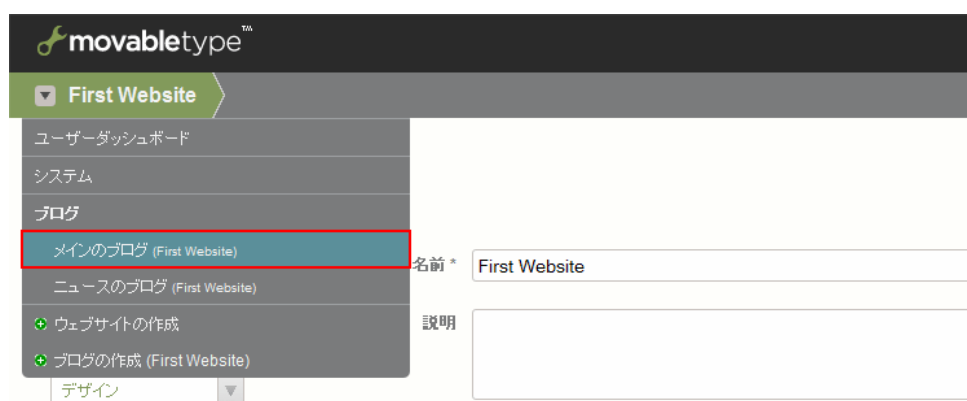 movabletype™
First Website
ユーザーダッシュボード
システム
ブログ
メインのブログ (First Website)
名前 * First Website
ニュースのブログ (First Website)
ウェブサイトの作成
説明
ブログの作成 (First Website)
デザイン